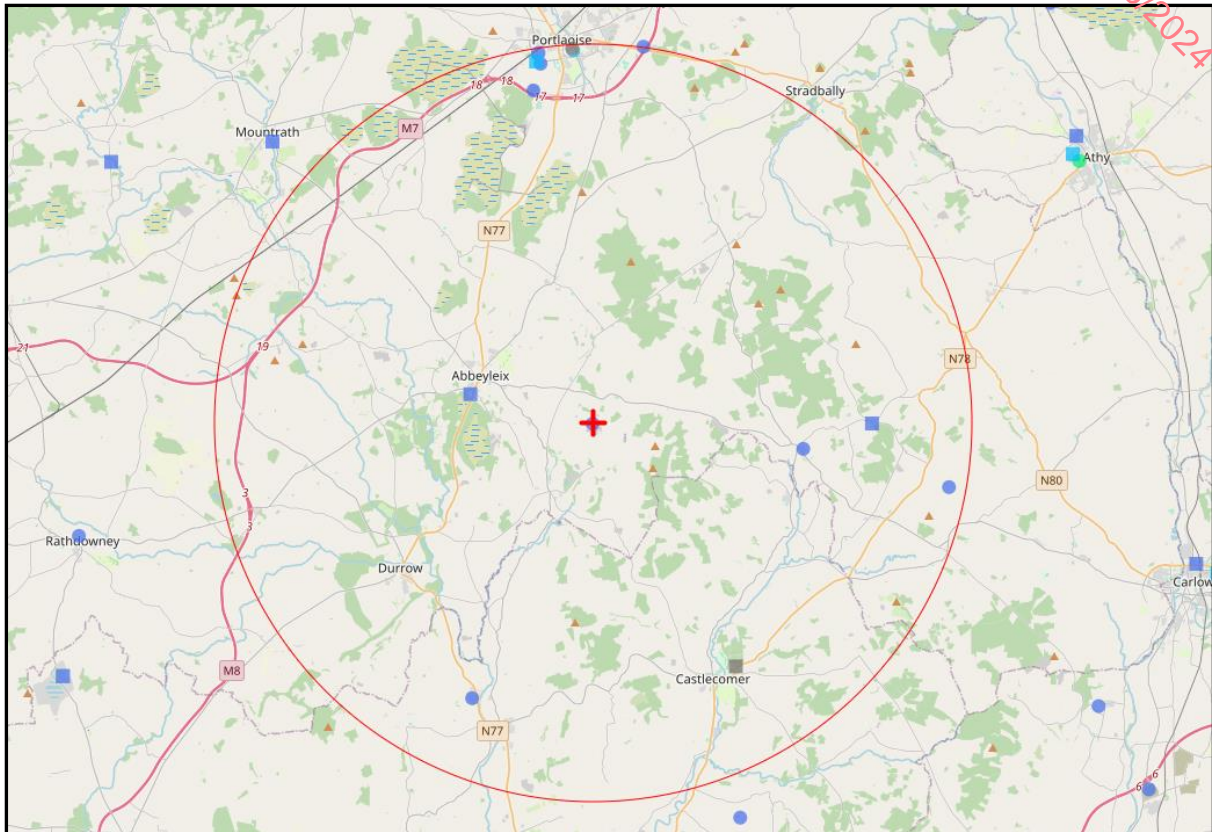 /2024
Portlaoise
18
18
17
17
Stradbally
M7
Mountrath
Athy
N77
21
19
N78
Abbeyleix
N80
3
3
Rathdowney
Durrow
Carlow
M8
Castlecomer
N77
6
6